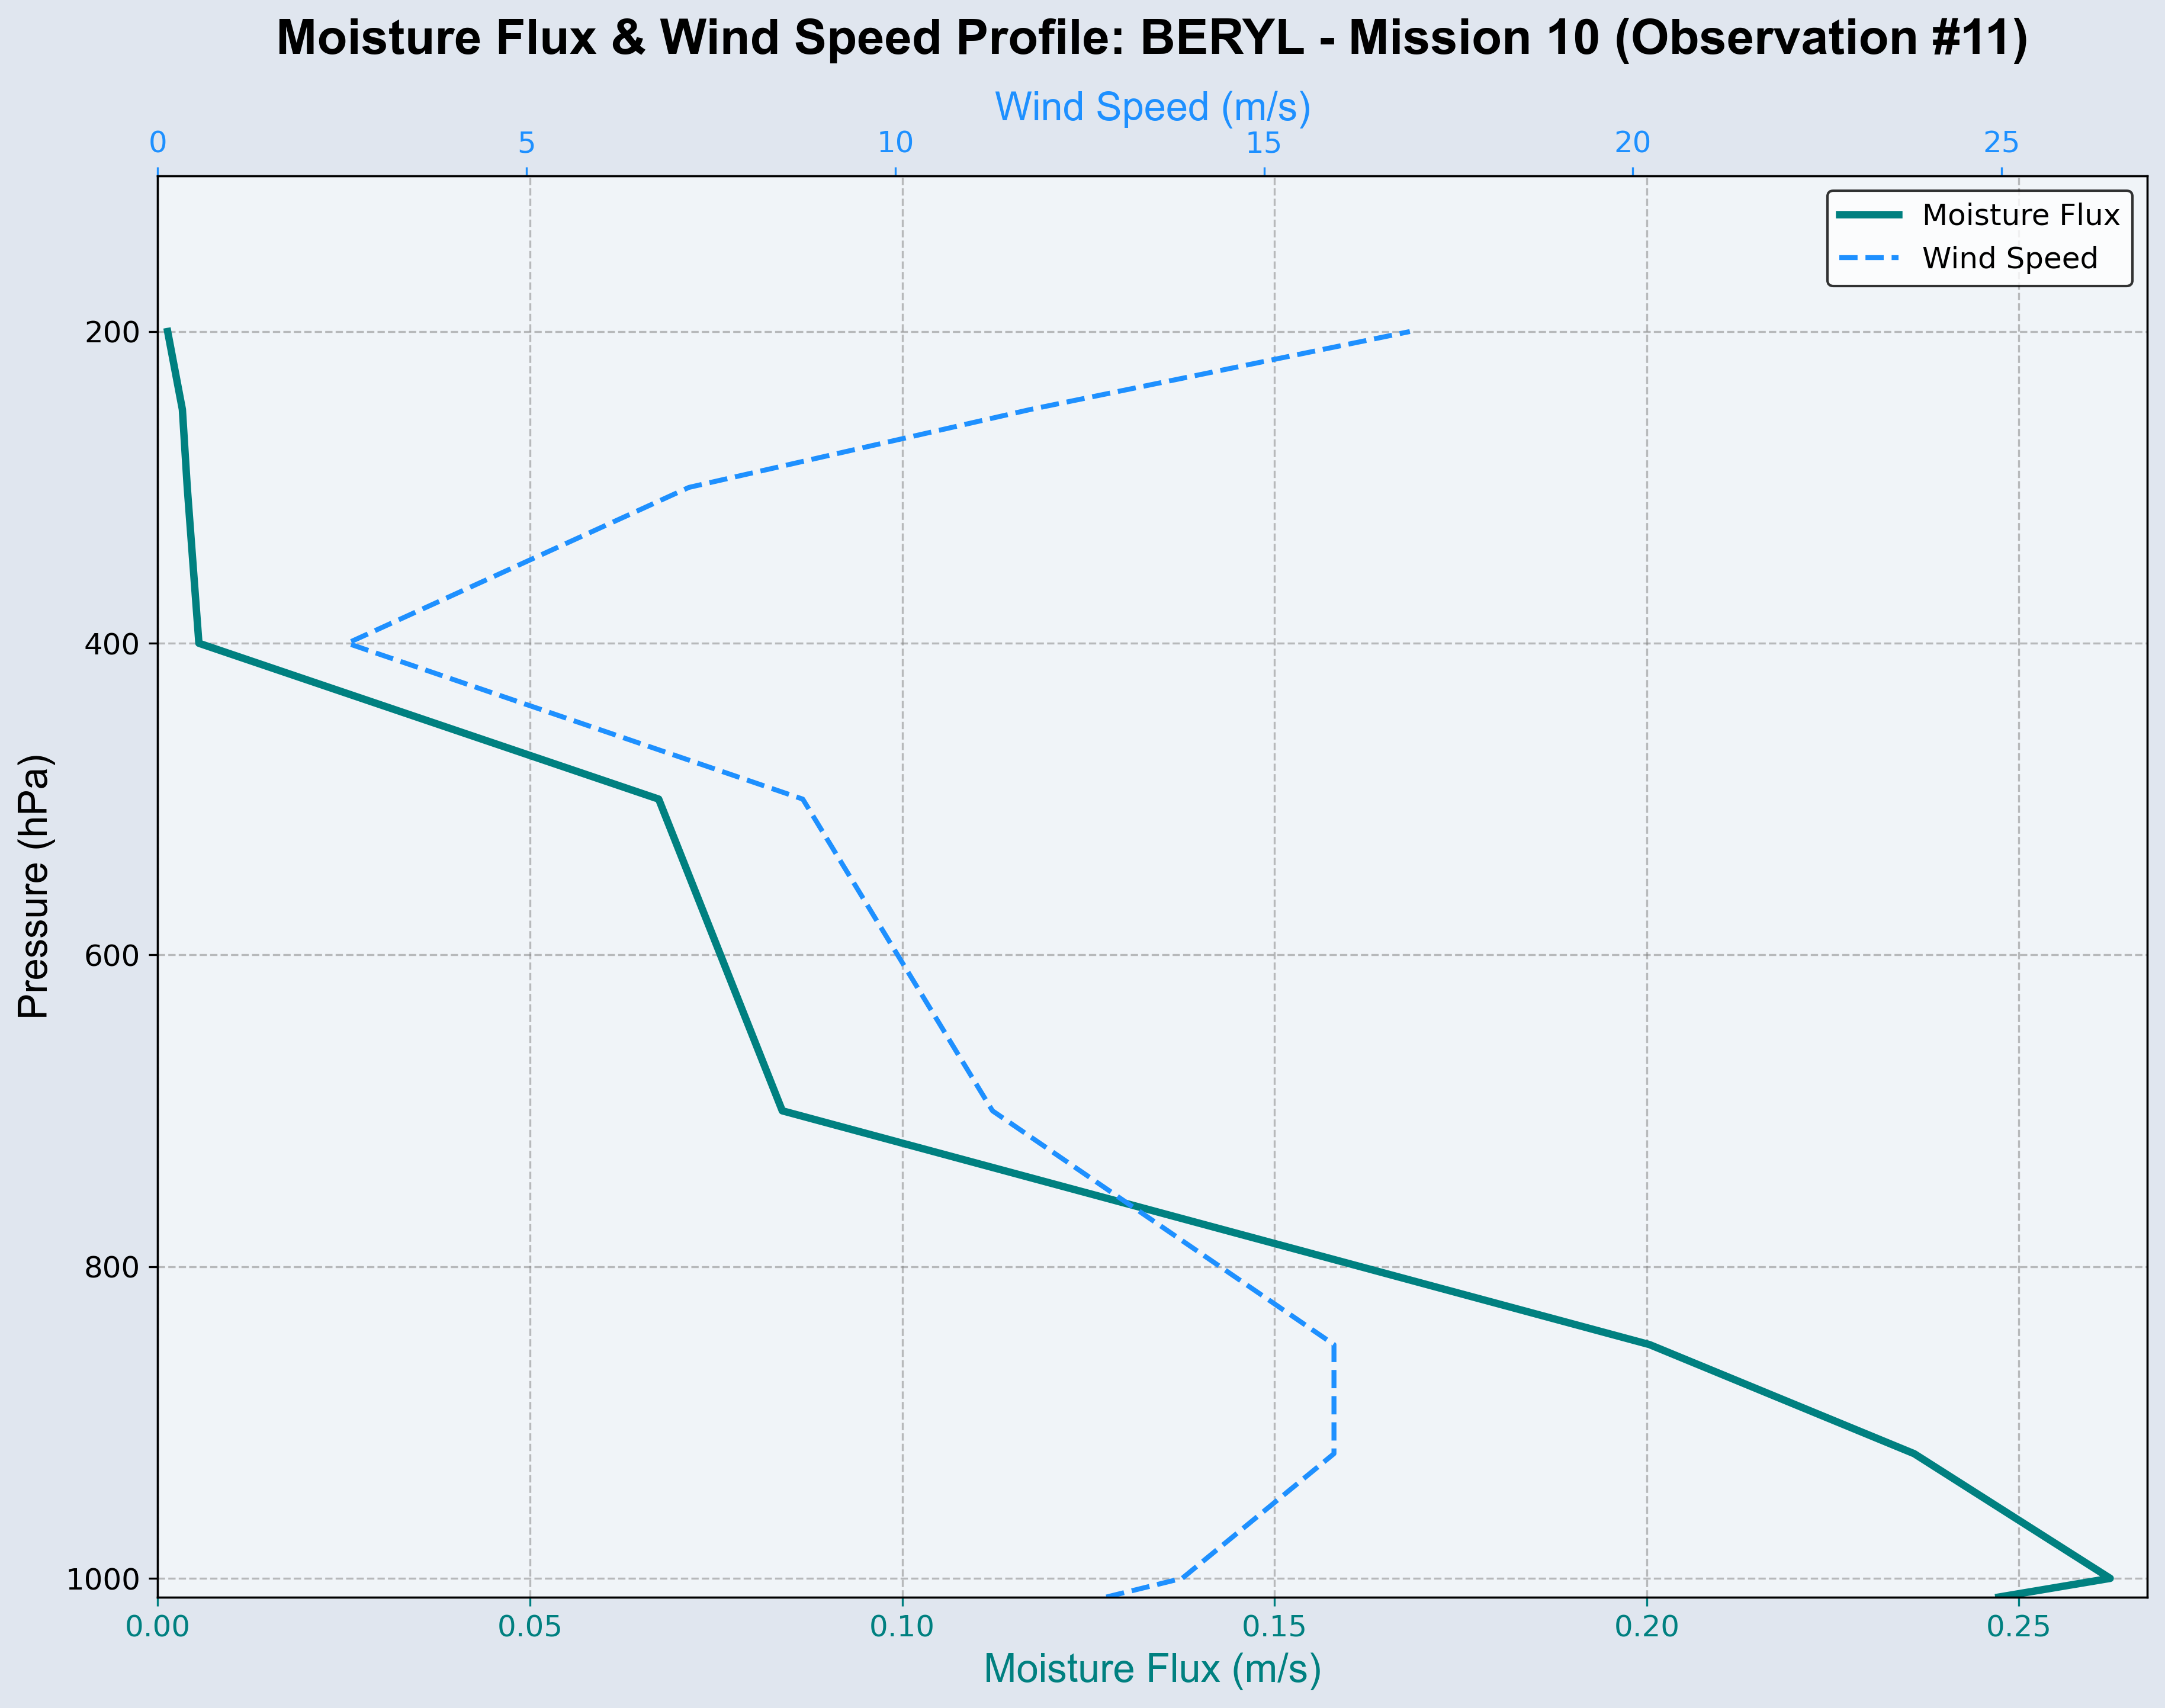 Moisture Flux & Wind Speed Profile: BERYL - Mission 10 (Observation #11)
Wind Speed (m/s)
0 5 10 15 20 25
Moisture Flux
Wind Speed
200
400
600
800
1000
Pressure (hPa)
0.00 0.05 0.10 0.15 0.20 0.25
Moisture Flux (m/s)